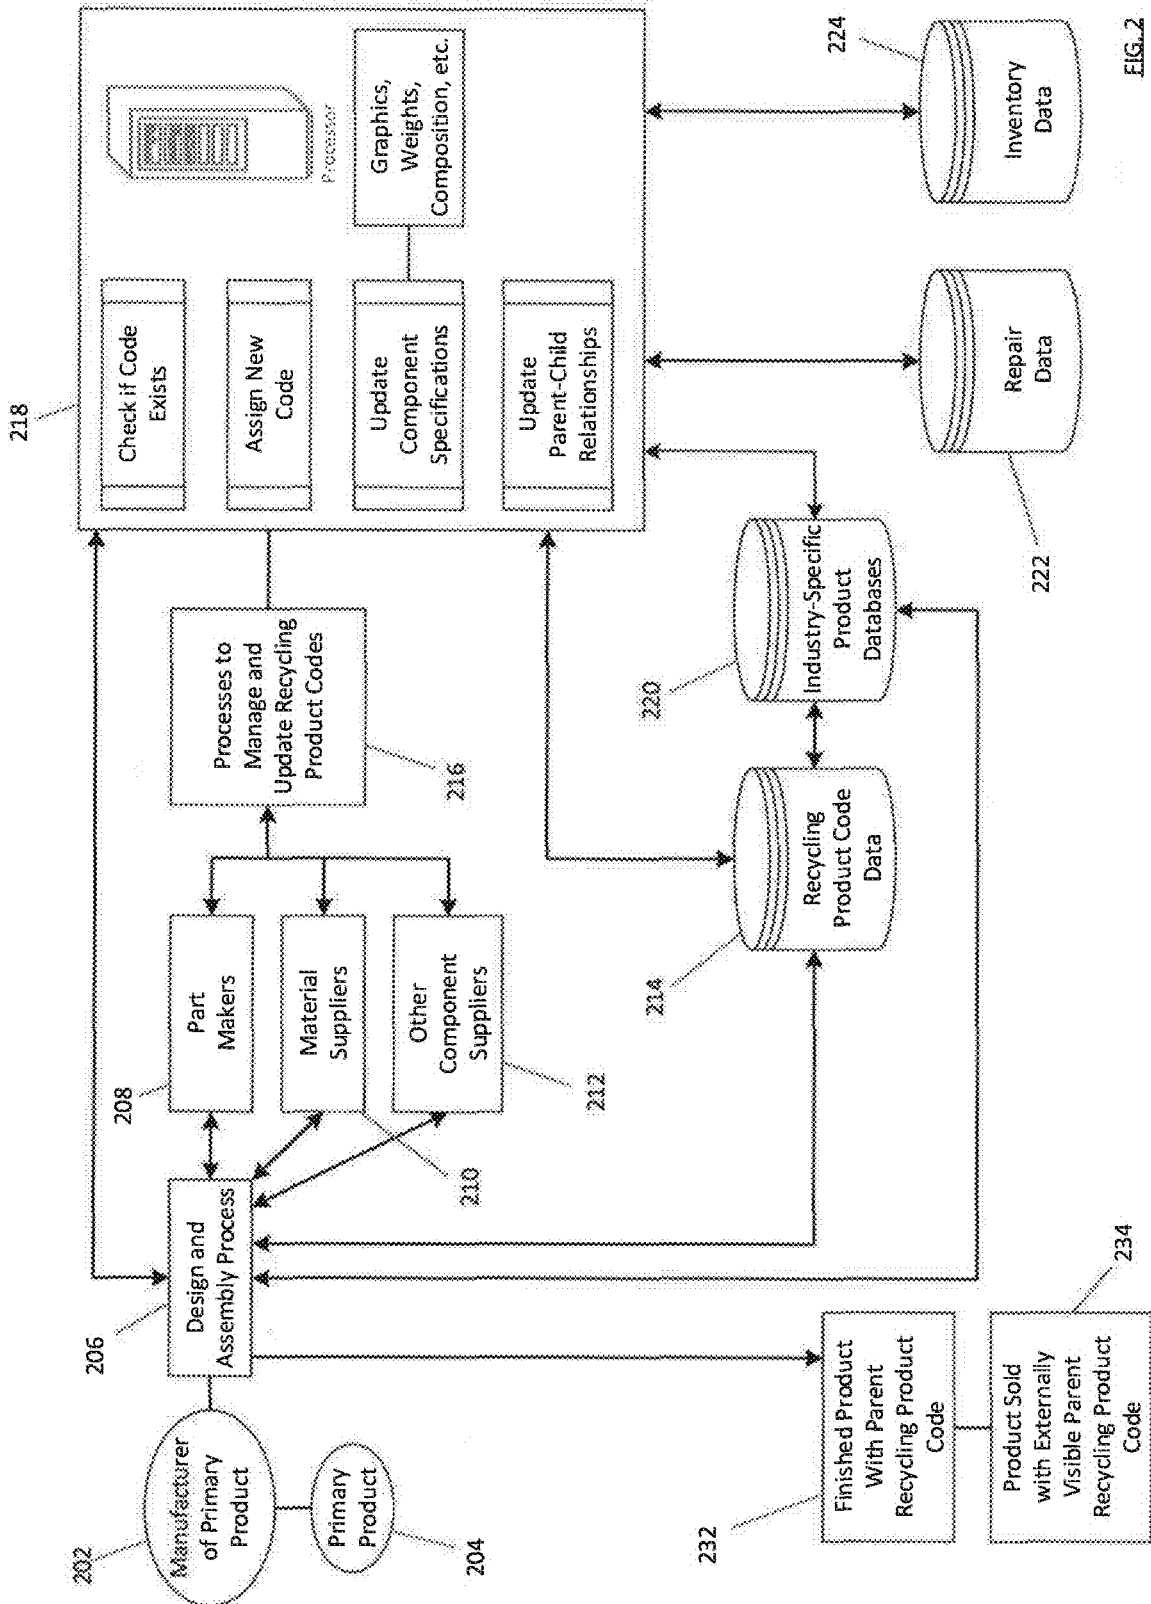 202
Manufacturer
of Primary
Product
Primary
Product
204
206
Design and
Assembly Process
208
Part
Makers
Material
Suppliers
210
Other
Component
Suppliers
212
Processes to
Manage and
Update Recycling
Product Codes
216
218
Check if Code
Exists
Assign New
Code
Update
Component
Specifications
Update
Parent-Child
Relationships
Processer
Graphics,
Weights,
Composition, etc.
214
Recycling
Product Code
Data
220
Industry-Specific
Product
Databases
222
Repair
Data
224
Inventory
Data
232
Finished Product
With Parent
Recycling Product
Code
234
Product Sold
with Externally
Visible Parent
Recycling Product
Code
FIG. 2